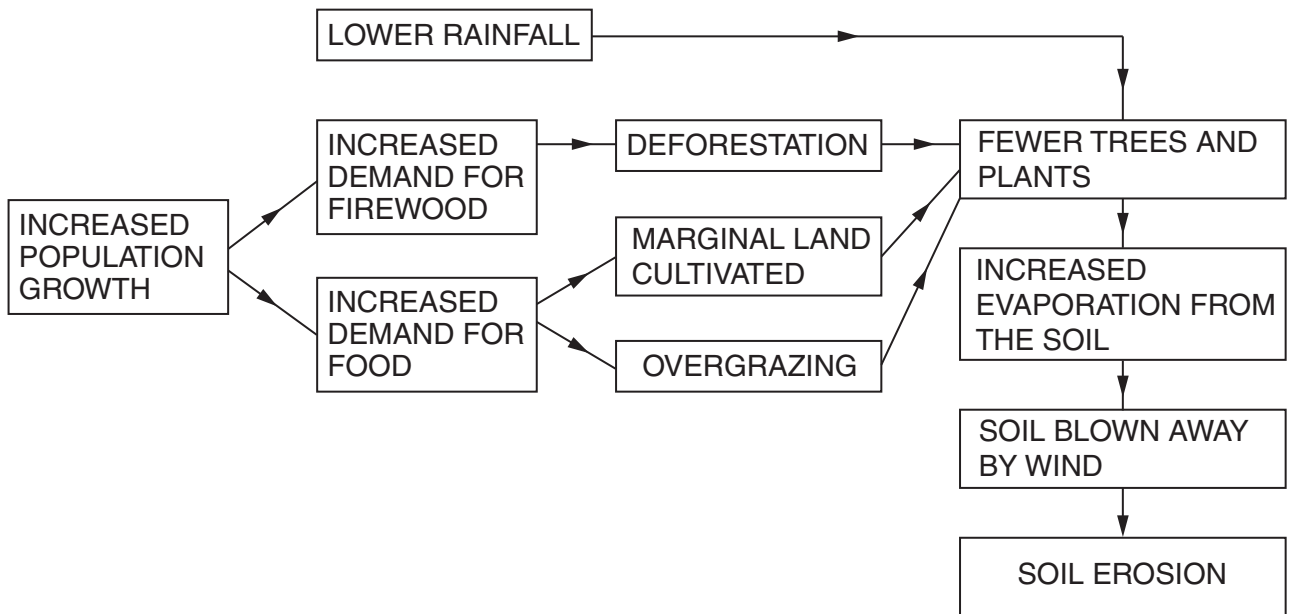 LOWER RAINFALL
INCREASED
DEMAND FOR
FIREWOOD
DEFORESTATION
FEWER TREES AND
PLANTS
INCREASED
POPULATION
GROWTH
MARGINAL LAND
CULTIVATED
INCREASED
EVAPORATION FROM
THE SOIL
INCREASED
DEMAND FOR
FOOD
OVERGRAZING
SOIL BLOWN AWAY
BY WIND
SOIL EROSION